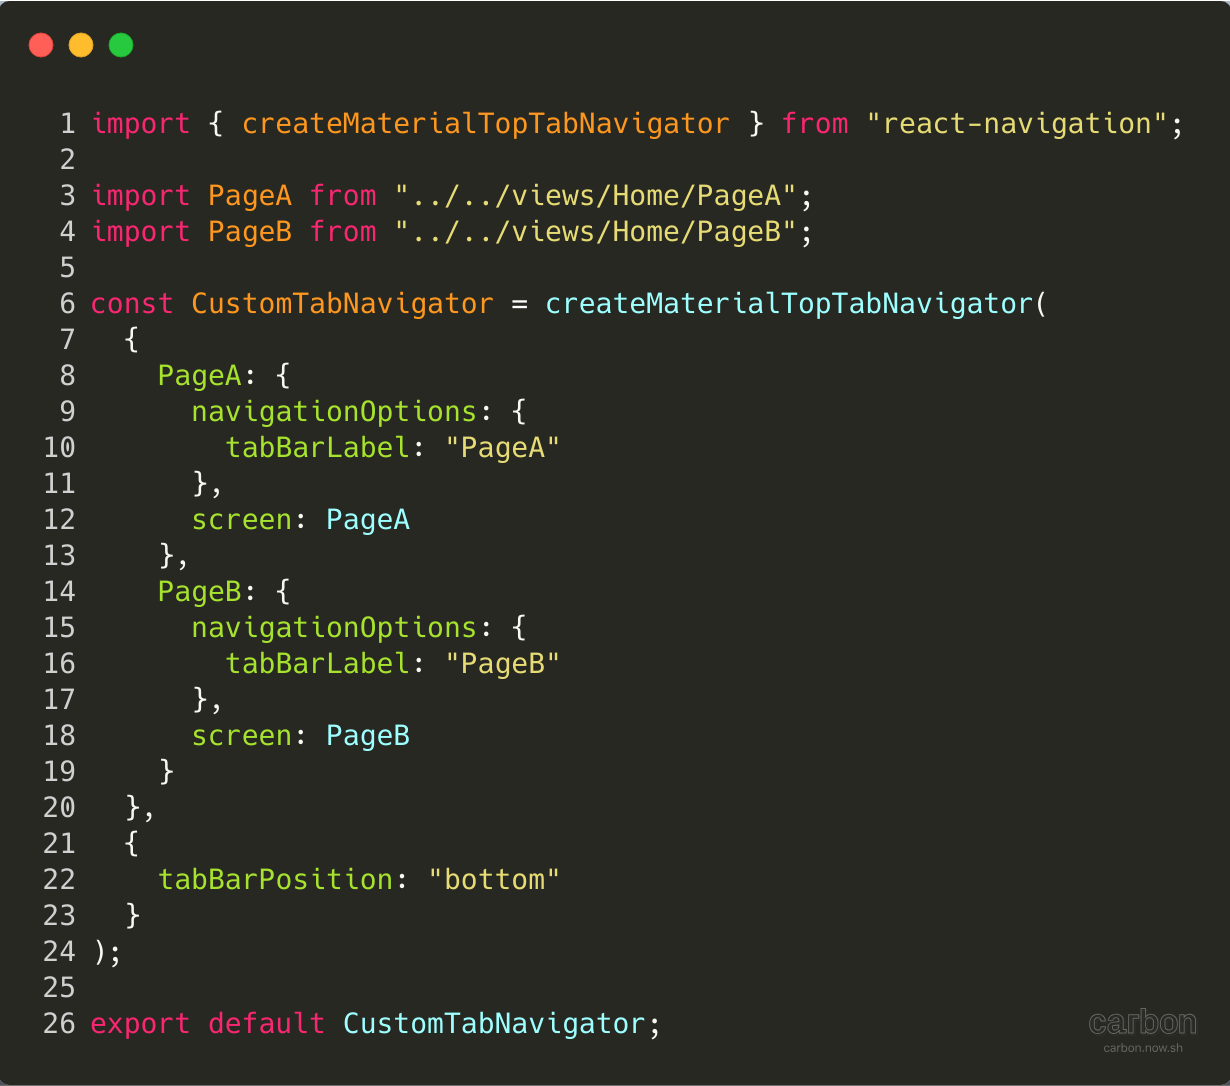 1 import { createMaterialTopTabNavigator } from "react-navigation";
2
3 import PageA from "../../views/Home/PageA";
4 import PageB from "../../views/Home/PageB";
5
6 const CustomTabNavigator = createMaterialTopTabNavigator(
7   {
8     PageA: {
9       navigationOptions: {
10         tabBarLabel: "PageA"
11       },
12       screen: PageA
13     },
14     PageB: {
15       navigationOptions: {
16         tabBarLabel: "PageB"
17       },
18       screen: PageB
19     }
20   },
21   {
22     tabBarPosition: "bottom"
23   }
24 );
25
26 export default CustomTabNavigator;
carbon
carbon.now.sh